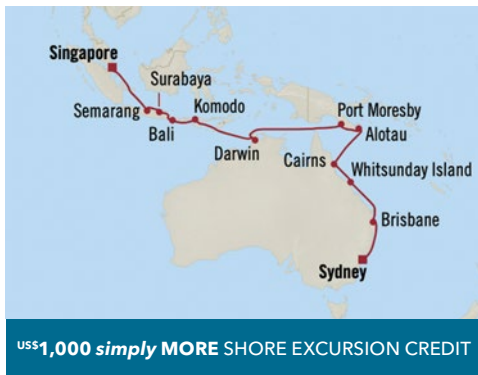 Singapore
Surabaya
Semarang
Komodo
Bali
Port Moresby
Alotau
Darwin
Cairns
Whitsunday Island
Brisbane
Sydney
US$1,000 simply MORE SHORE EXCURSION CREDIT